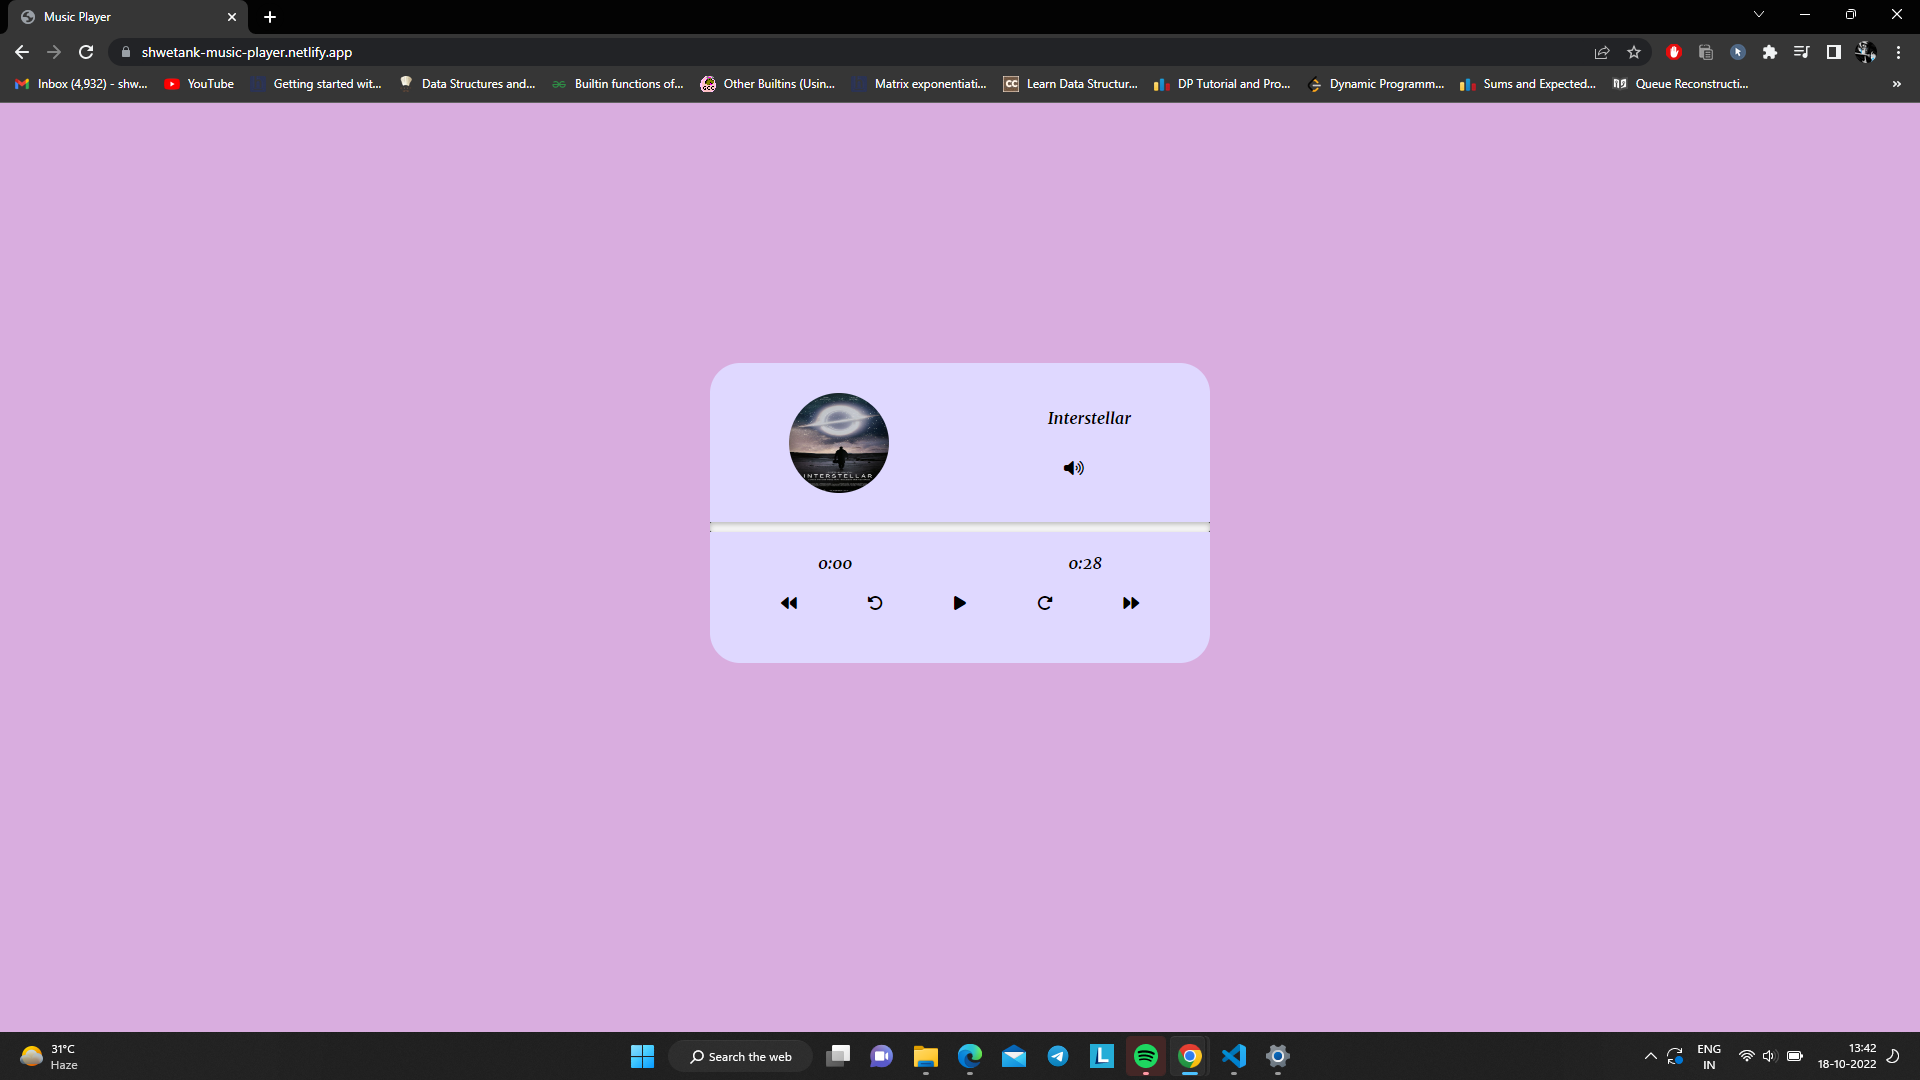 Music Player
shwetank-music-player.netlify.app
Inbox (4,932) - shw...
YouTube
Getting started wit...
Data Structures and...
Builtin functions of...
Other Builtins (Usin...
Matrix exponentiati...
CC
Learn Data Structur...
DP Tutorial and Pro...
Dynamic Programm...
Sums and Expected...
Queue Reconstructi...
Interstellar
INTERSTELLAR
0:00
0:28
31°C
Haze
Search the web
L
ENG
IN
13:42
18-10-2022